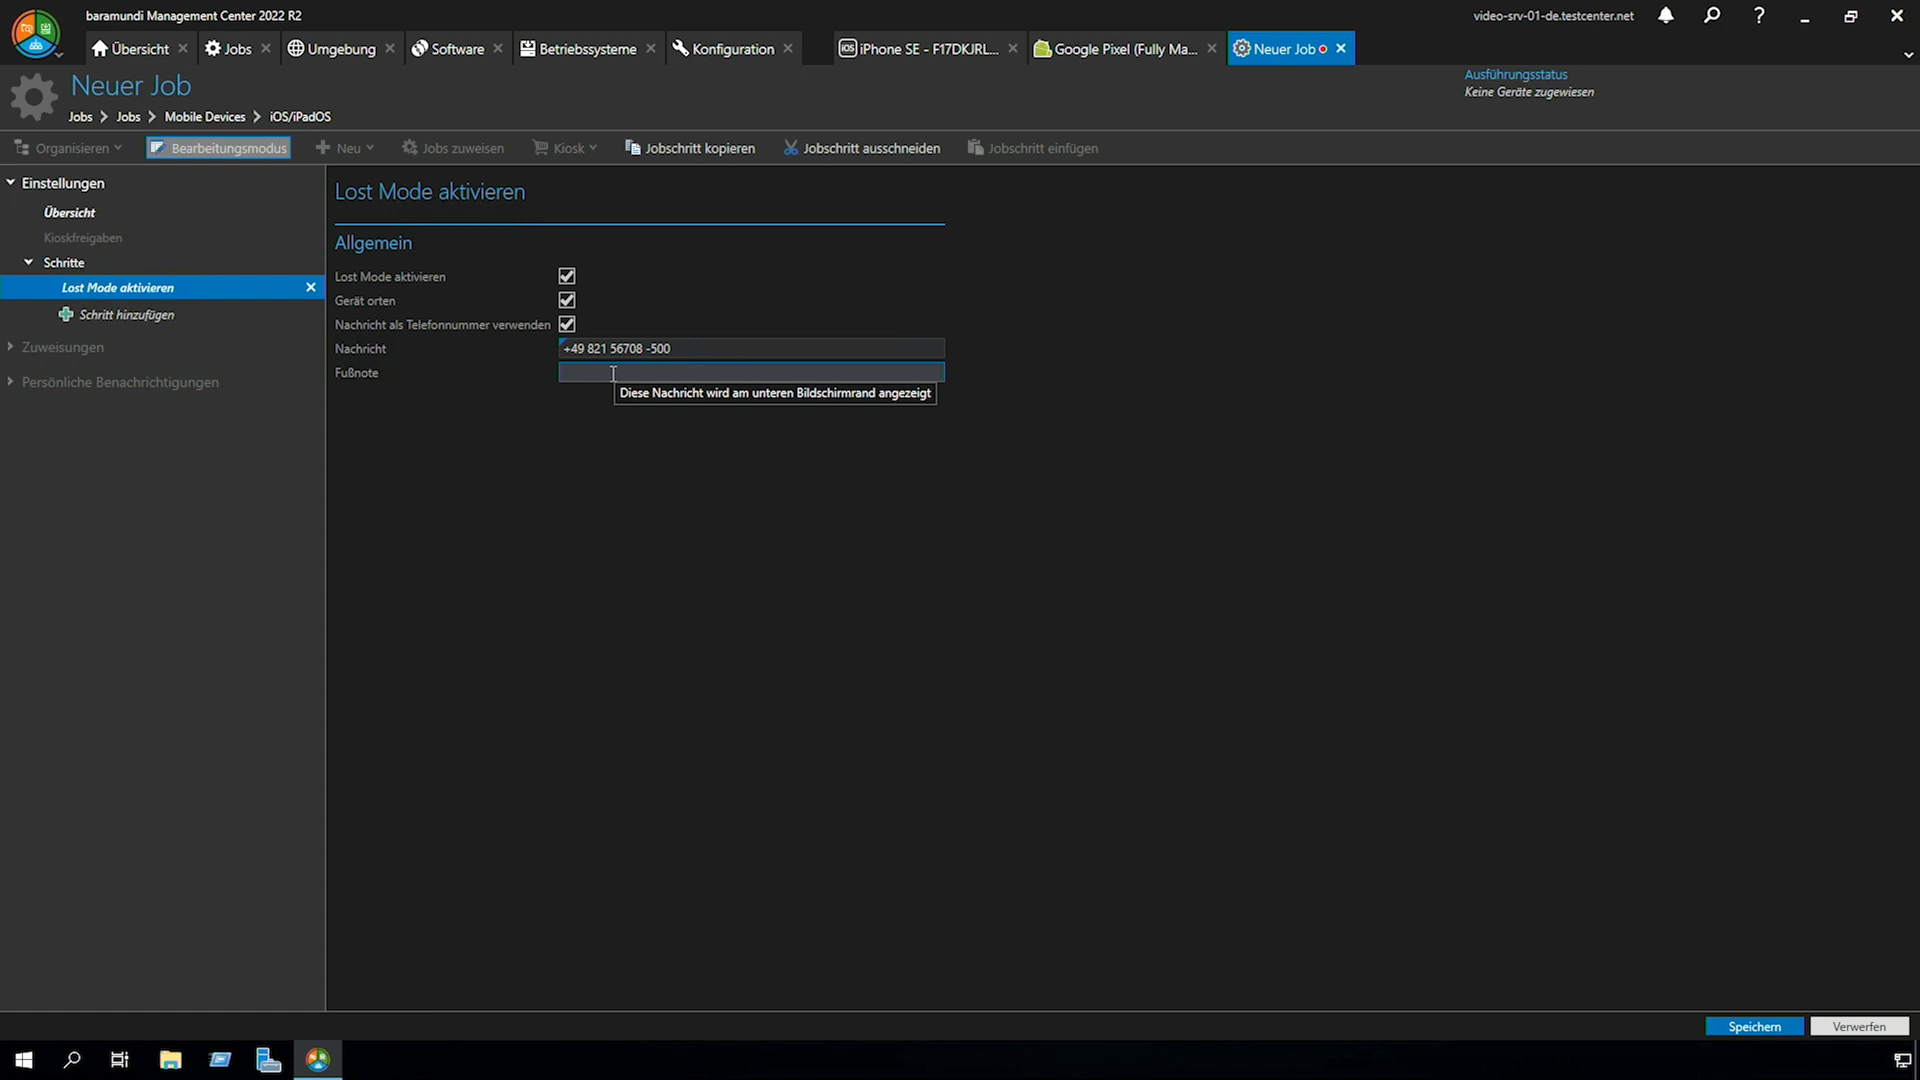 baramundi Management Center 2022 R2
video-srv-01-de.testcenter.net
Übersicht
Jobs
Umgebung
Software
Betriebssysteme
Konfiguration
iPhone SE - F17DKJRL...
Google Pixel (Fully Ma...
Neuer Job
Neuer Job
Ausführungsstatus
Keine Geräte zugewiesen
Jobs > Jobs > Mobile Devices > iOS/iPadOS
Organisieren
Bearbeitungsmodus
Neu
Jobs zuweisen
Kiosk
Jobschritt kopieren
Jobschritt ausschneiden
Jobschritt einfügen
Einstellungen
Übersicht
Kioskfreigaben
Schritte
Lost Mode aktivieren
Schritt hinzufügen
Zuweisungen
Persönliche Benachrichtigungen
Lost Mode aktivieren
Allgemein
Lost Mode aktivieren
Gerät orten
Nachricht als Telefonnummer verwenden
Nachricht
+49 821 56708 -500
Fußnote
Diese Nachricht wird am unteren Bildschirmrand angezeigt
Speichern
Verwerfen